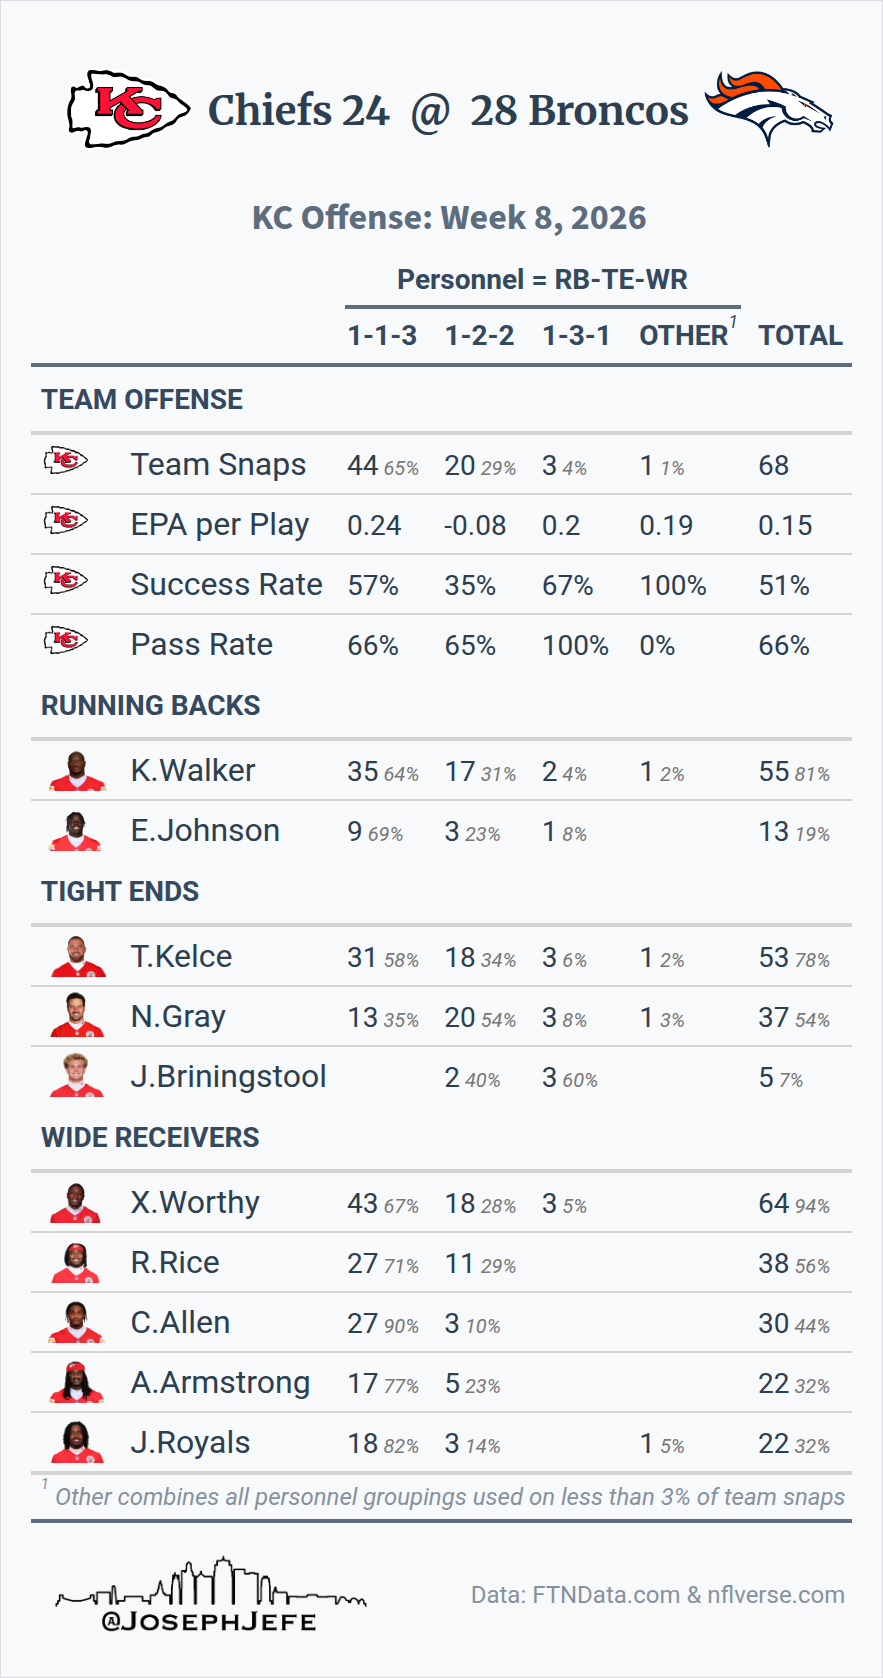 Chiefs 24 @ 28 Broncos
KC Offense: Week 8, 2026
Personnel = RB-TE-WR
1-1-3 1-2-2 1-3-1 OTHER1 TOTAL
TEAM OFFENSE
Team Snaps 44 65% 20 29% 3 4% 1 1% 68
EPA per Play 0.24 -0.08 0.2 0.19 0.15
Success Rate 57% 35% 67% 100% 51%
Pass Rate 66% 65% 100% 0% 66%
RUNNING BACKS
K.Walker 35 64% 17 31% 2 4% 1 2% 55 81%
E.Johnson 9 69% 3 23% 1 8% 13 19%
TIGHT ENDS
T.Kelce 31 58% 18 34% 3 6% 1 2% 53 78%
N.Gray 13 35% 20 54% 3 8% 1 3% 37 54%
J.Briningstool 2 40% 3 60% 5 7%
WIDE RECEIVERS
X.Worthy 43 67% 18 28% 3 5% 64 94%
R.Rice 27 71% 11 29% 38 56%
C.Allen 27 90% 3 10% 30 44%
A.Armstrong 17 77% 5 23% 22 32%
J.Royals 18 82% 3 14% 1 5% 22 32%
1 Other combines all personnel groupings used on less than 3% of team snaps
@JOSEPHJEFE
Data: FTNData.com & nflverse.com